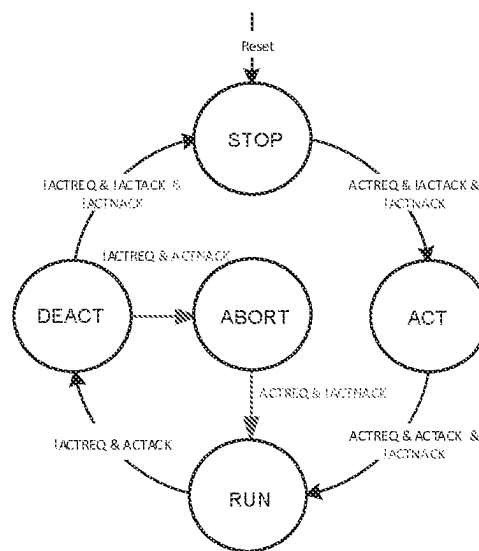 Reset
STOP
!ACTREQ & !ACTACK &
!ACTNACK
ACTREQ & !ACTACK &
!ACTNACK
!ACTREQ & ACTNACK
DEACT
ABORT
ACT
ACTREQ & !ACTNACK
!ACTREQ & ACTACK
ACTREQ & ACTACK &
!ACTNACK
RUN